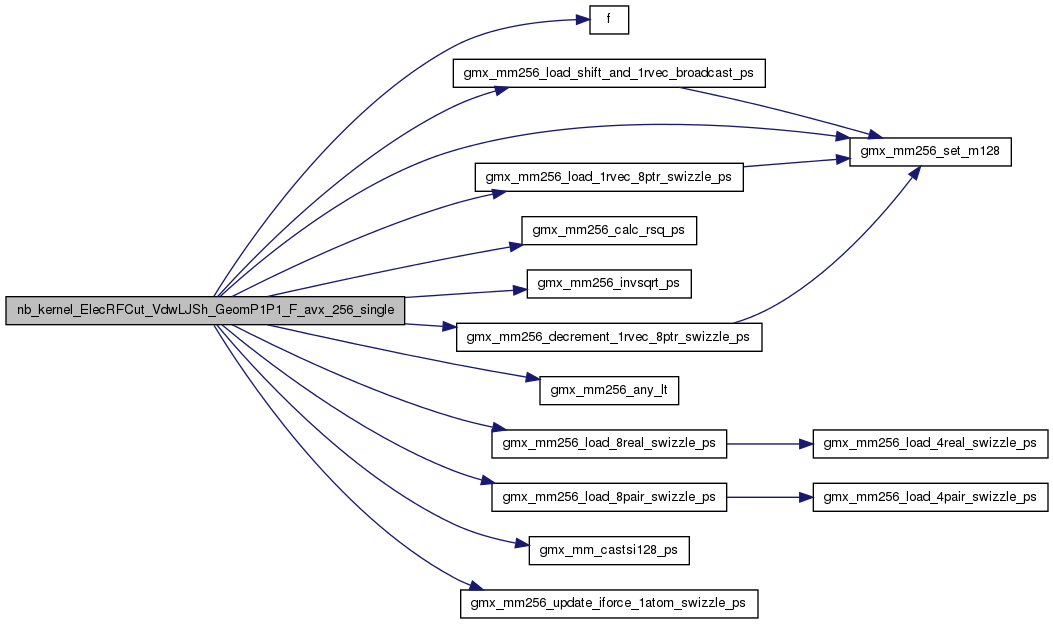 f
gmx_mm256_load_shift_and_1rvec_broadcast_ps
gmx_mm256_set_m128
gmx_mm256_load_1rvec_8ptr_swizzle_ps
gmx_mm256_calc_rsq_ps
gmx_mm256_invsqrt_ps
nb_kernel_ElecRFCut_VdwLJSh_GeomP1P1_F_avx_256_single
gmx_mm256_decrement_1rvec_8ptr_swizzle_ps
gmx_mm256_any_lt
gmx_mm256_load_8real_swizzle_ps
gmx_mm256_load_4real_swizzle_ps
gmx_mm256_load_8pair_swizzle_ps
gmx_mm256_load_4pair_swizzle_ps
gmx_mm_castsi128_ps
gmx_mm256_update_iforce_1atom_swizzle_ps